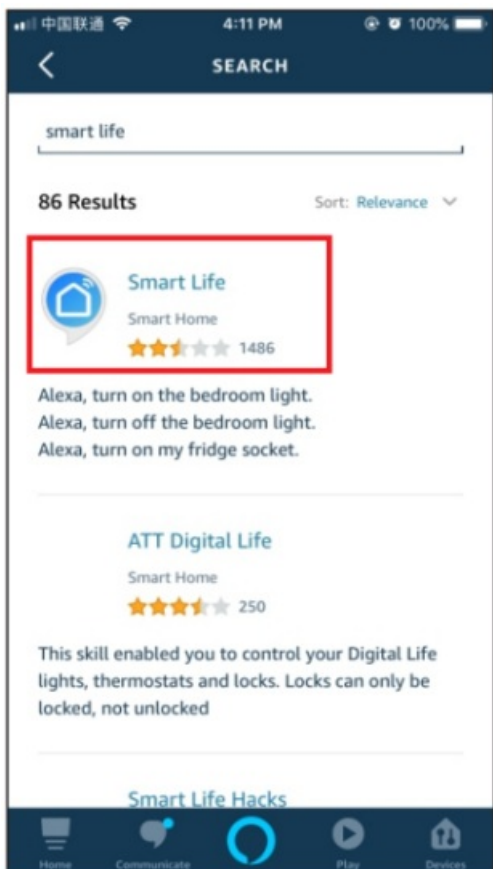 中国联通 4:11 PM 100%
SEARCH
smart life
86 Results Sort: Relevance
Smart Life
Smart Home
1486
Alexa, turn on the bedroom light.
Alexa, turn off the bedroom light.
Alexa, turn on my fridge socket.
ATT Digital Life
Smart Home
250
This skill enabled you to control your Digital Life
lights, thermostats and locks. Locks can only be
locked, not unlocked
Smart Life Hacks
Home Communicate Play Devices